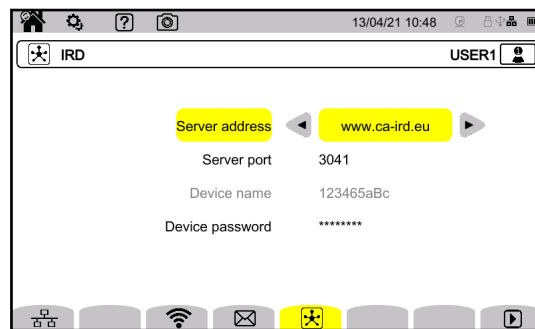 13/04/21 10:48
IRD USER1
Server address www.ca-ird.eu
Server port 3041
Device name 123465aBc
Device password ********